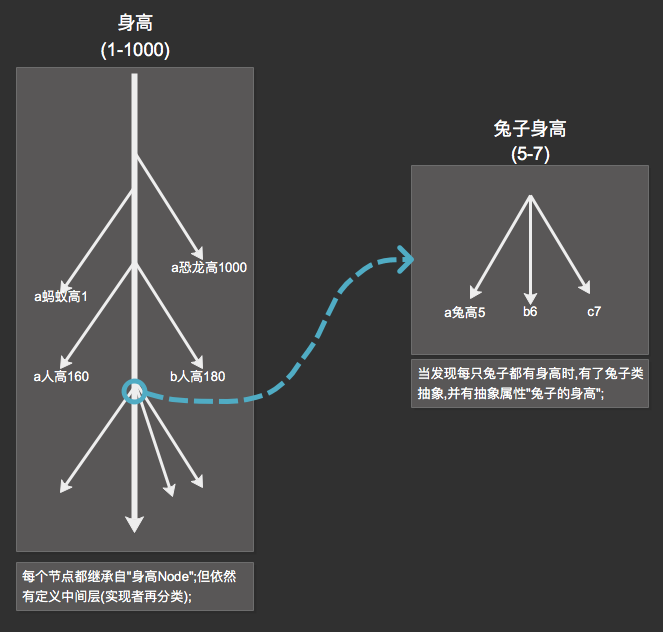 身高
(1-1000)
兔子身高
(5-7)
a恐龙高1000
a蚂蚁高1
a兔高5
b6
c7
a人高160
b人高180
当发现每只兔子都有身高时,有了兔子类
抽象,并有抽象属性"兔子的身高";
每个节点都继承自"身高Node";但依然
有定义中间层(实现者再分类);